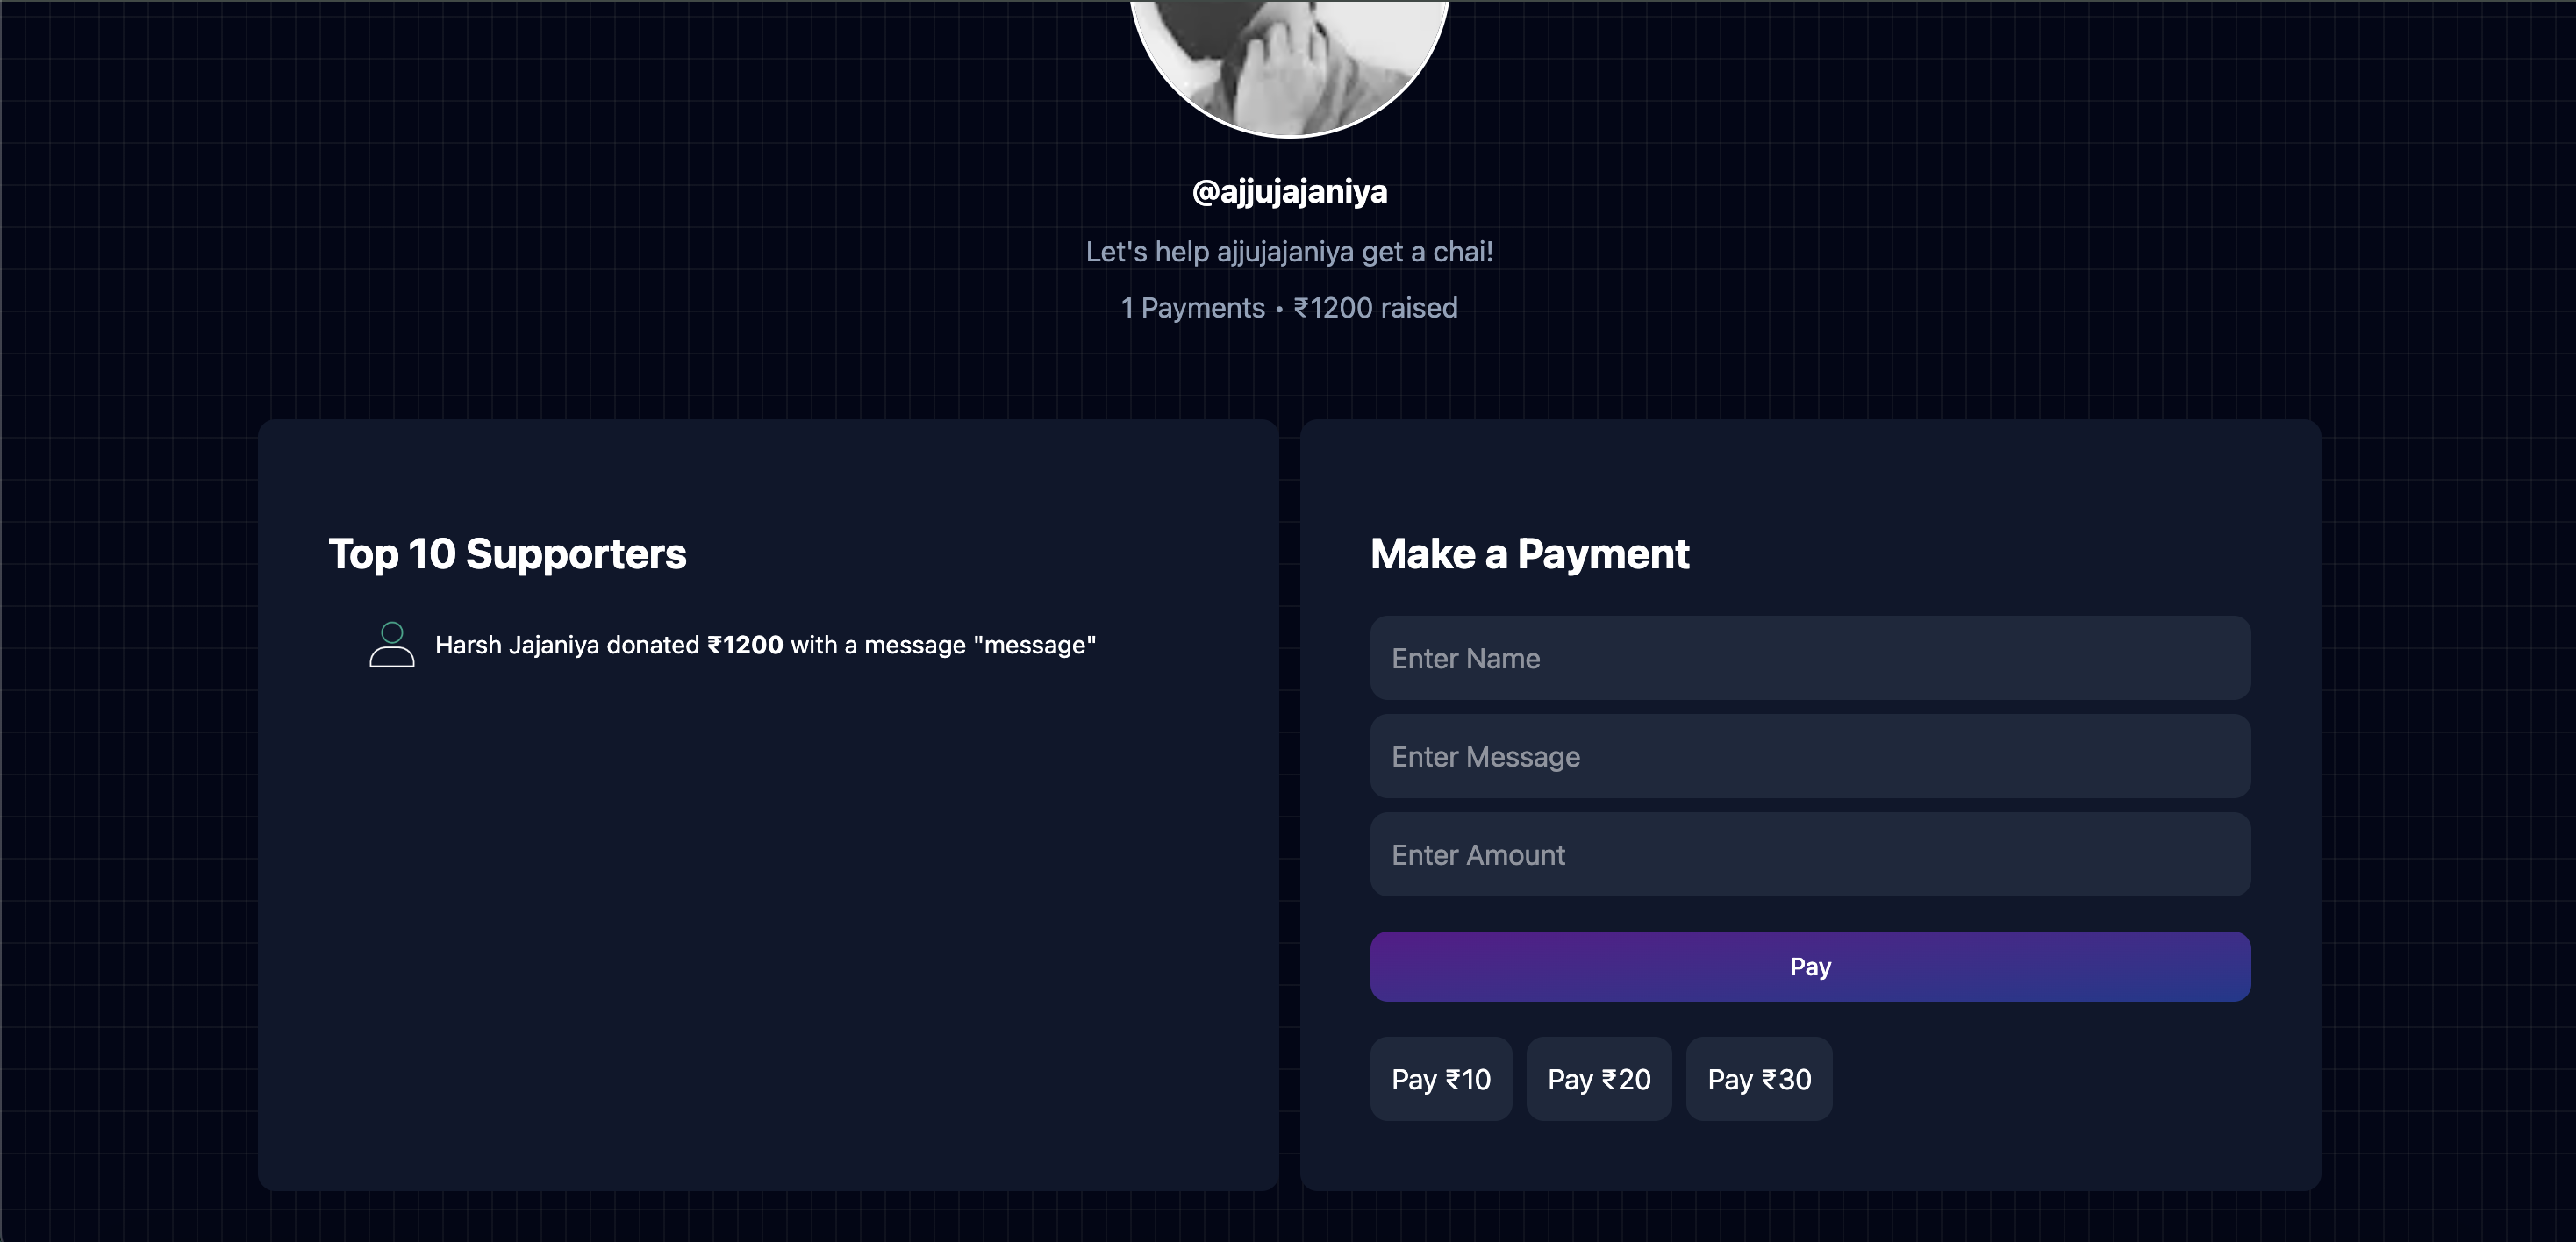 @ajjujajaniya
Let's help ajjujajaniya get a chai!
1 Payments • ₹1200 raised
Top 10 Supporters
Harsh Jajaniya donated ₹1200 with a message "message"
Make a Payment
Enter Name
Enter Message
Enter Amount
Pay
Pay ₹10
Pay ₹20
Pay ₹30